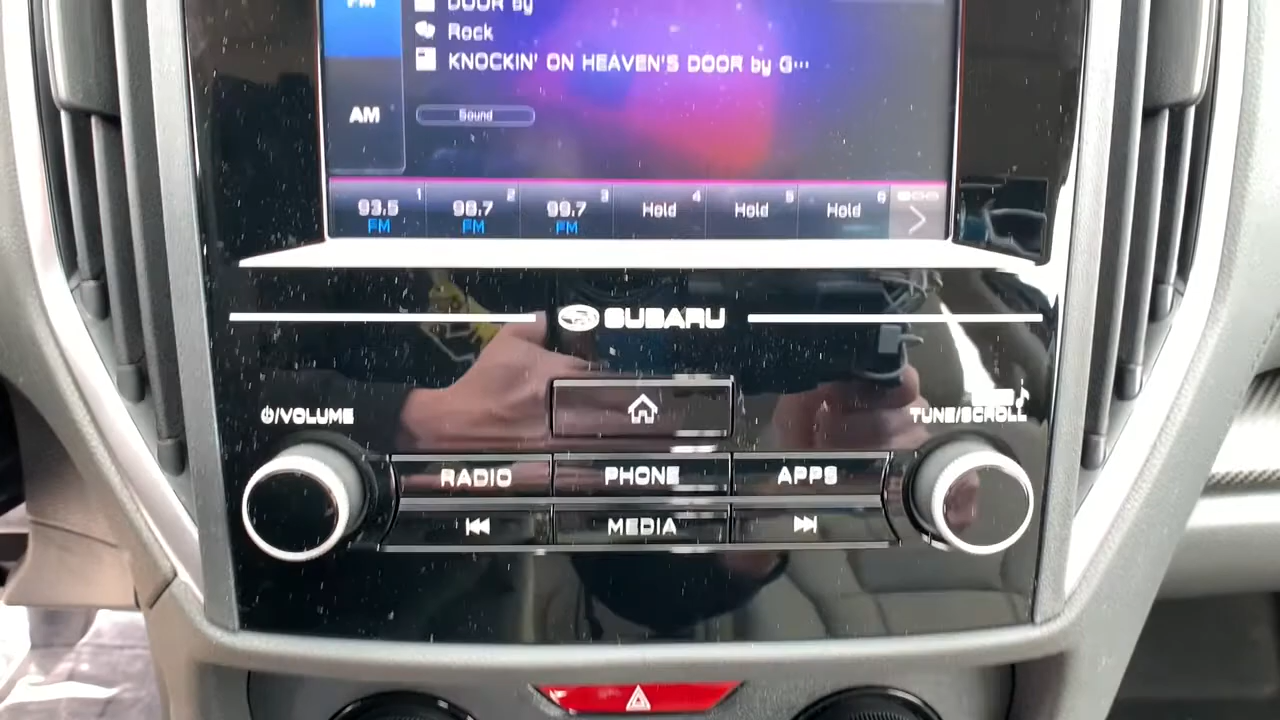 FM
DOOR by
Rock
KNOCKIN' ON HEAVEN'S DOOR by G…
AM
Sound
1 2 3 4 5 6
93.5 98.7 99.7 Hold Hold Hold
FM FM FM
SUBARU
/VOLUME
TUNE/SCROLL
RADIO PHONE APPS
MEDIA